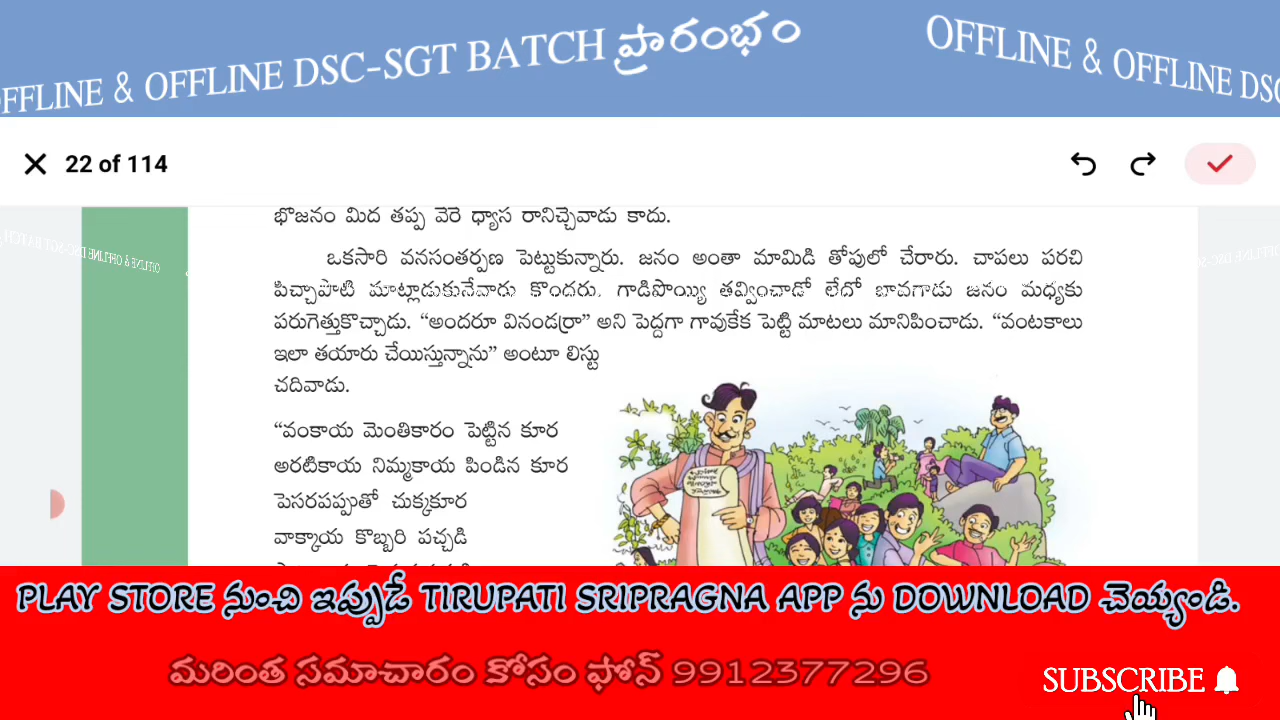 OFFLINE & OFFLINE DSC-SGT BATCH ప్రారంభం
OFFLINE & OFFLINE DSC
22 of 114
భోజనం మీద తప్ప వేరే ధ్యాస రానిచ్చేవాడు కాదు.
ఒకసారి వనసంతర్పణ పెట్టుకున్నారు. జనం అంతా మామిడి తోపులో చేరారు. చాపలు పరచి
పిచ్చాపాటి మాట్లాడుకునేవారు కొందరు. గాడిపొయ్యి తవ్వించాడో లేదో బావగాడు జనం మధ్యకు
పరుగెత్తుకొచ్చాడు. “అందరూ వినండర్రా” అని పెద్దగా గావుకేక పెట్టి మాటలు మానిపించాడు. “వంటకాలు
ఇలా తయారు చేయిస్తున్నాను” అంటూ లిస్టు
చదివాడు.
“వంకాయ మెంతికారం పెట్టిన కూర
అరటికాయ నిమ్మకాయ పిండిన కూర
పెసరపప్పుతో చుక్కకూర
వాక్కాయ కొబ్బరి పచ్చడి
PLAY STORE నుంచి ఇప్పుడే TIRUPATI SRIPRAGNA APP ను DOWNLOAD చెయ్యండి.
మరింత సమాచారం కోసం ఫోన్ 9912377296
SUBSCRIBE